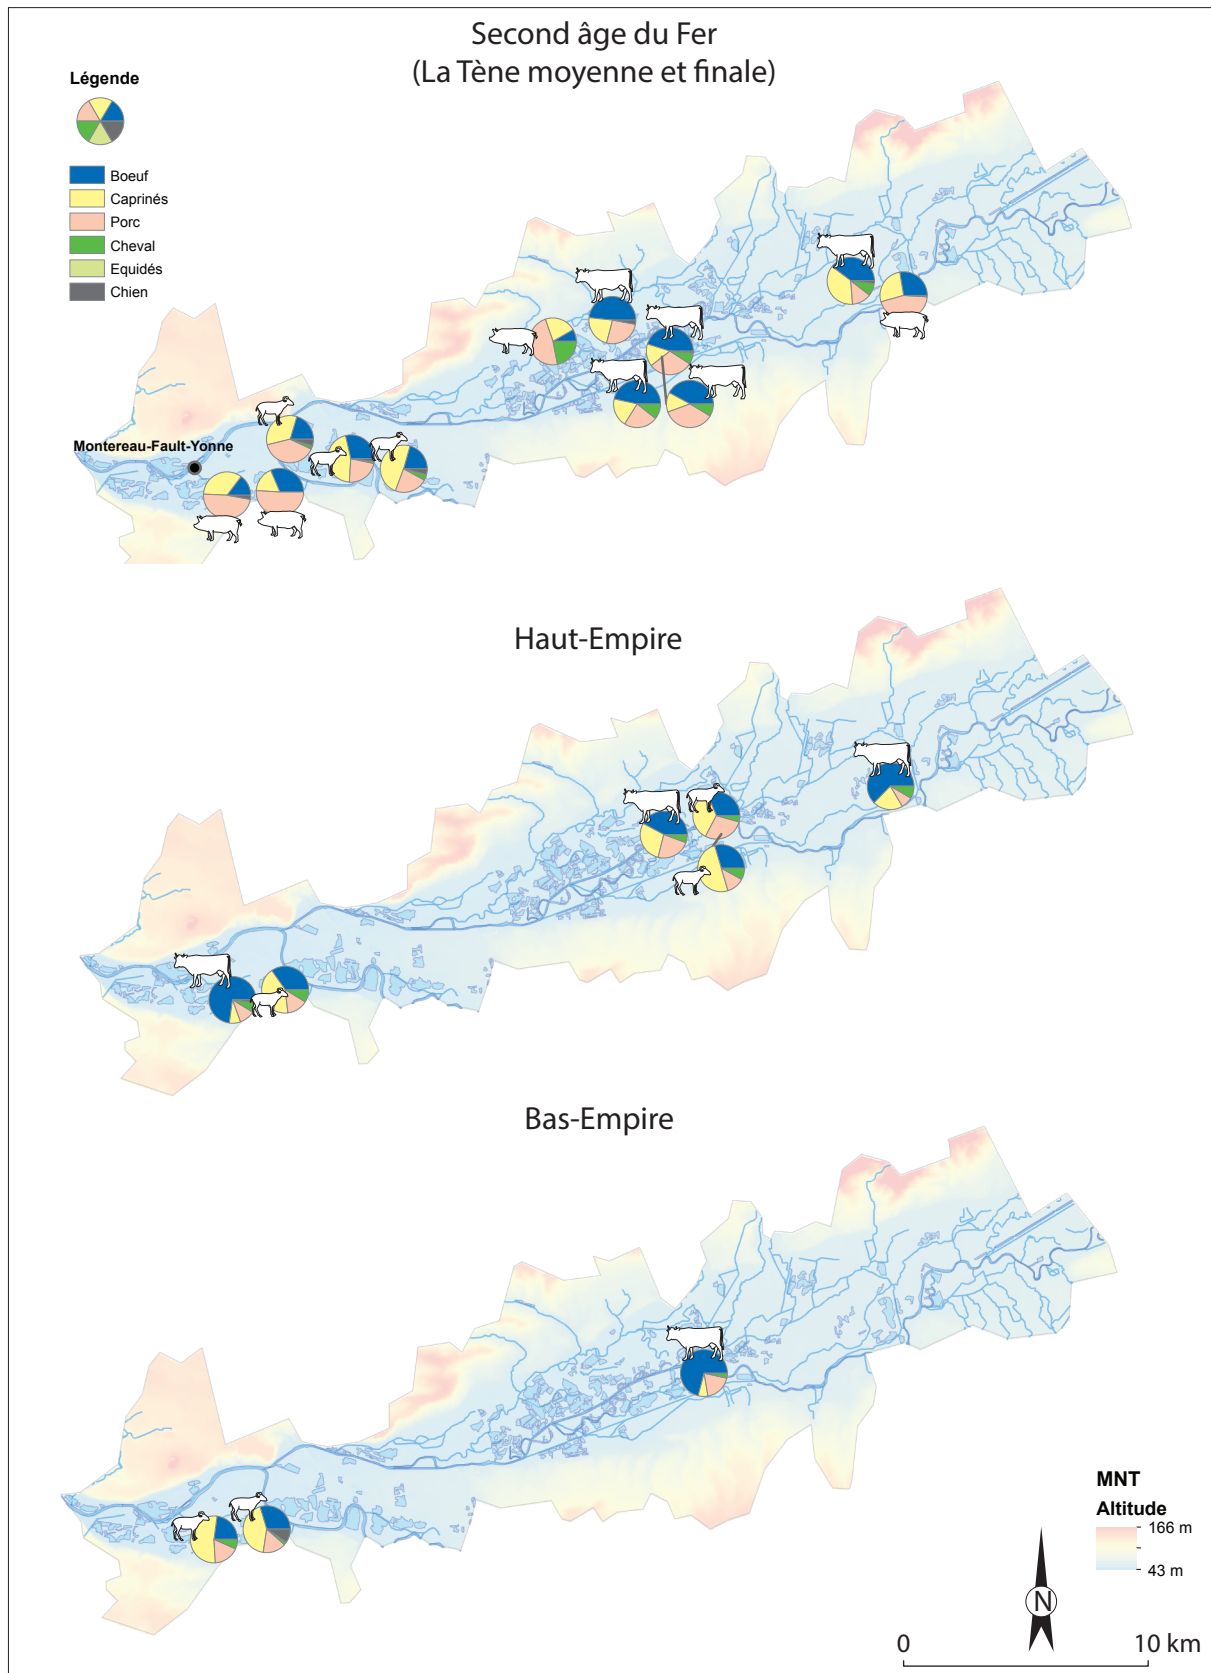 Second âge du Fer
(La Tène moyenne et finale)
Légende
Boeuf
Caprinés
Porc
Cheval
Equidés
Chien
Montereau-Fault-Yonne
Haut-Empire
Bas-Empire
MNT
Altitude
166 m
43 m
N
0 10 km